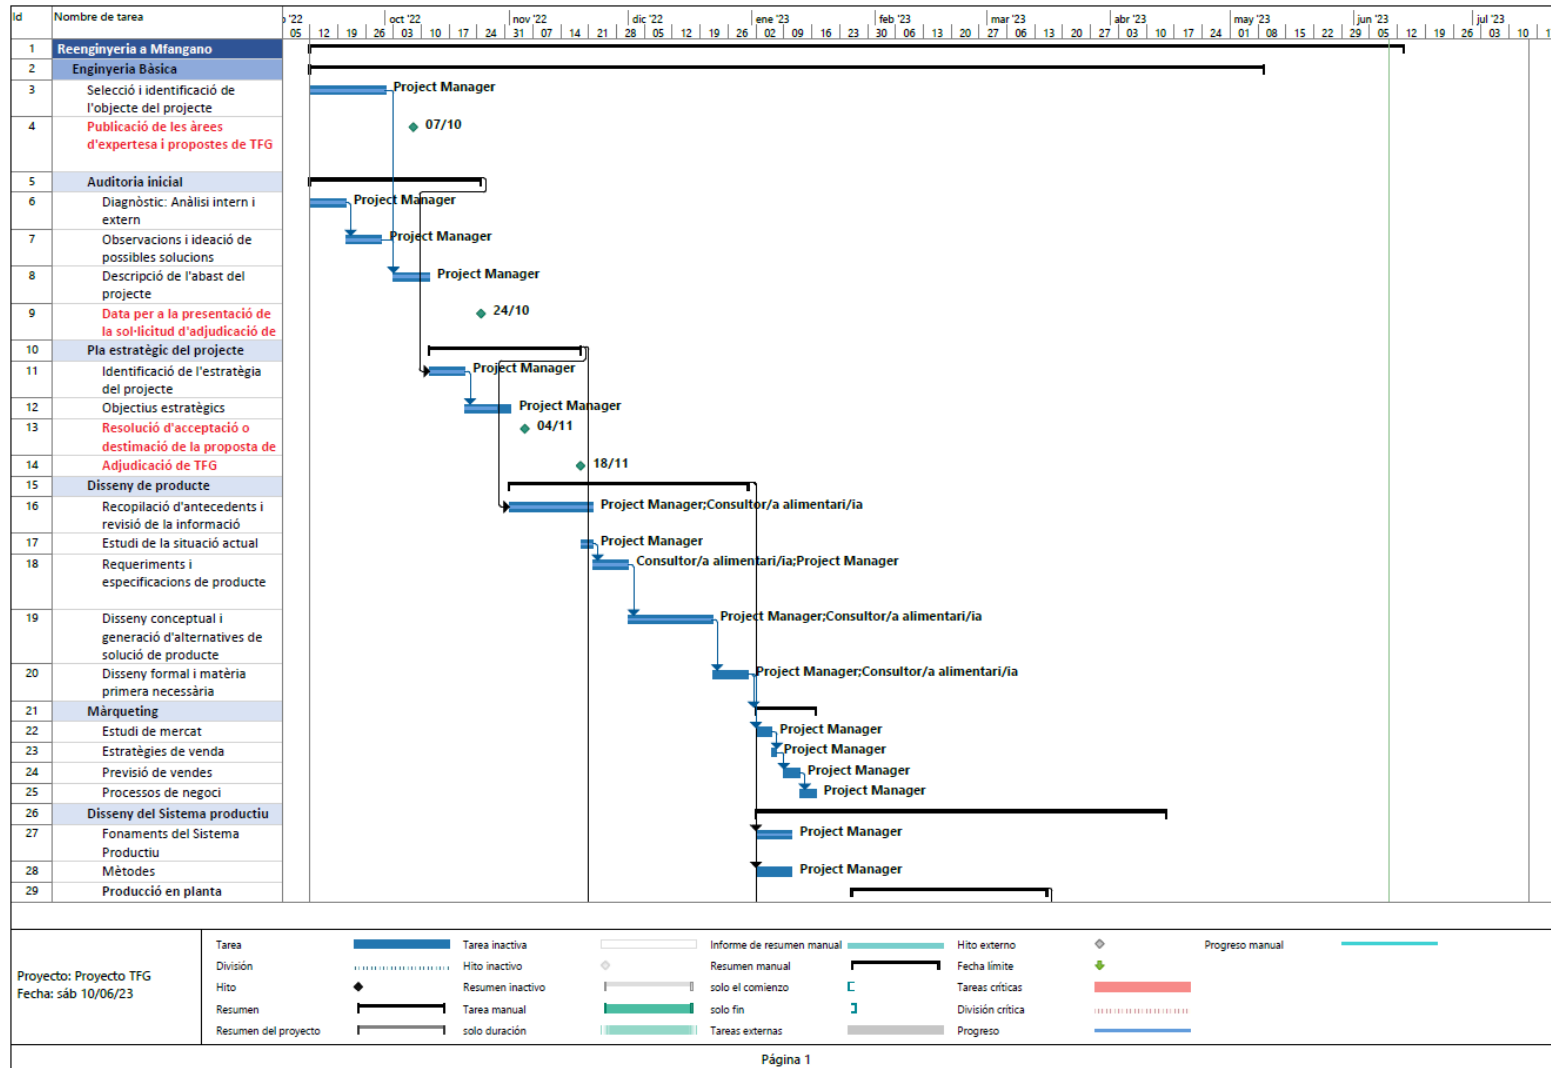 Id Nombre de tarea '22 oct '22 nov '22 dic '22 ene '23 feb '23 mar '23 abr '23 may '23 jun '23 jul '23
05 12 19 26 03 10 17 24 31 07 14 21 28 05 12 19 26 02 09 16 23 30 06 13 20 27 06 13 20 27 03 10 17 24 01 08 15 22 29 05 12 19 26 03 10 1
1 Reenginyeria a Mfangano
2 Enginyeria Bàsica
3 Selecció i identificació de Project Manager
l'objecte del projecte
4 Publicació de les àrees 07/10
d'expertesa i propostes de TFG
5 Auditoria inicial
6 Diagnòstic: Anàlisi intern i Project Manager
extern
7 Observacions i ideació de Project Manager
possibles solucions
8 Descripció de l'abast del Project Manager
projecte
9 Data per a la presentació de 24/10
la sol·licitud d'adjudicació de
10 Pla estratègic del projecte
11 Identificació de l'estratègia Project Manager
del projecte
12 Objectius estratègics Project Manager
13 Resolució d'acceptació o 04/11
destimació de la proposta de
14 Adjudicació de TFG 18/11
15 Disseny de producte
16 Recopilació d'antecedents i Project Manager;Consultor/a alimentari/ia
revisió de la informació
17 Estudi de la situació actual Project Manager
18 Requeriments i Consultor/a alimentari/ia;Project Manager
especificacions de producte
19 Disseny conceptual i Project Manager;Consultor/a alimentari/ia
generació d'alternatives de
solució de producte
20 Disseny formal i matèria Project Manager;Consultor/a alimentari/ia
primera necessària
21 Màrqueting
22 Estudi de mercat Project Manager
23 Estratègies de venda Project Manager
24 Previsió de vendes Project Manager
25 Processos de negoci Project Manager
26 Disseny del Sistema productiu
27 Fonaments del Sistema Project Manager
Productiu
28 Mètodes Project Manager
29 Producció en planta
Proyecto: Proyecto TFG
Fecha: sáb 10/06/23
Tarea Tarea inactiva Informe de resumen manual Hito externo Progreso manual
División Hito inactivo Resumen manual Fecha límite
Hito Resumen inactivo solo el comienzo Tareas críticas
Resumen Tarea manual solo fin División crítica
Resumen del proyecto solo duración Tareas externas Progreso
Página 1